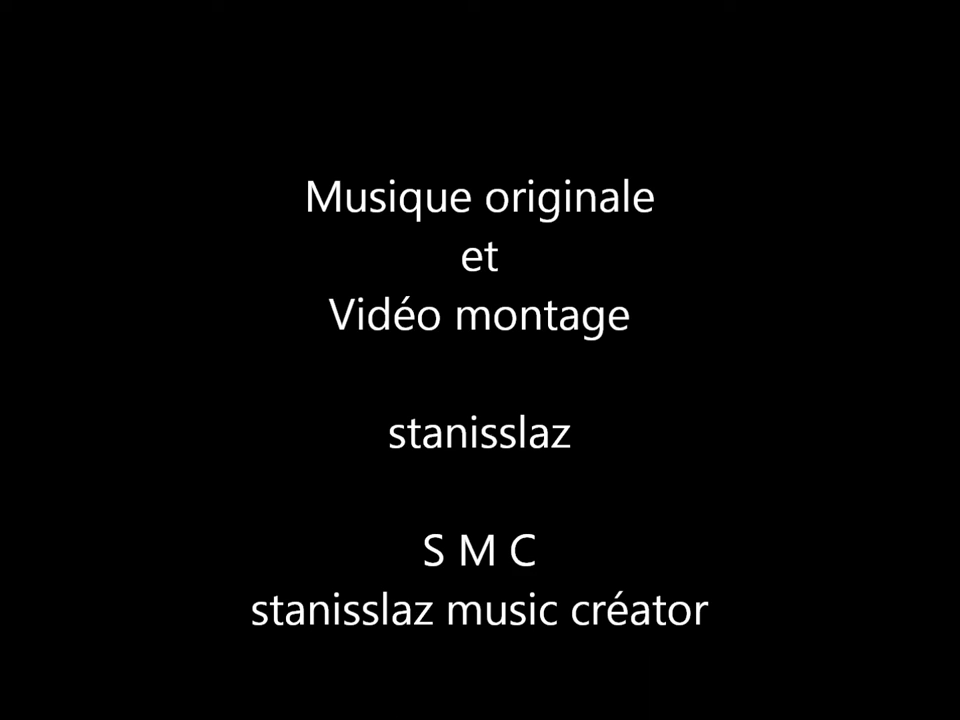 Musique originale
et
Vidéo montage
stanisslaz
S M C
stanisslaz music créator